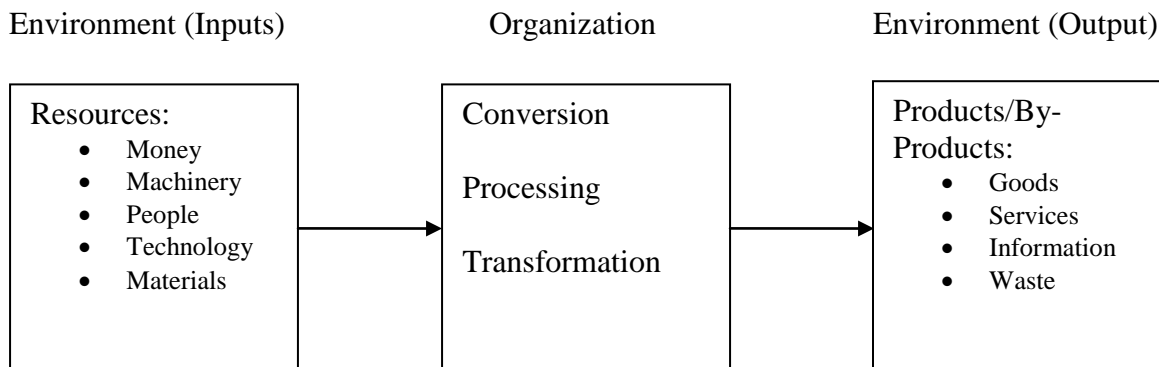 Environment (Inputs)
Organization
Environment (Output)
Resources:
• Money
• Machinery
• People
• Technology
• Materials
Conversion
Processing
Transformation
Products/By-
Products:
• Goods
• Services
• Information
• Waste